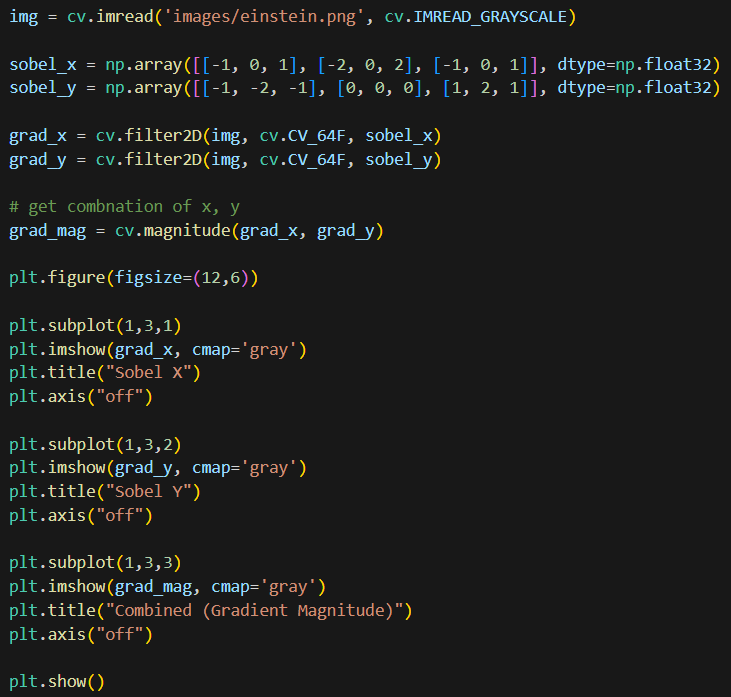 img = cv.imread('images/einstein.png', cv.IMREAD_GRAYSCALE)
sobel_x = np.array([[-1, 0, 1], [-2, 0, 2], [-1, 0, 1]], dtype=np.float32)
sobel_y = np.array([[-1, -2, -1], [0, 0, 0], [1, 2, 1]], dtype=np.float32)
grad_x = cv.filter2D(img, cv.CV_64F, sobel_x)
grad_y = cv.filter2D(img, cv.CV_64F, sobel_y)
# get combnation of x, y
grad_mag = cv.magnitude(grad_x, grad_y)
plt.figure(figsize=(12,6))
plt.subplot(1,3,1)
plt.imshow(grad_x, cmap='gray')
plt.title("Sobel X")
plt.axis("off")
plt.subplot(1,3,2)
plt.imshow(grad_y, cmap='gray')
plt.title("Sobel Y")
plt.axis("off")
plt.subplot(1,3,3)
plt.imshow(grad_mag, cmap='gray')
plt.title("Combined (Gradient Magnitude)")
plt.axis("off")
plt.show()